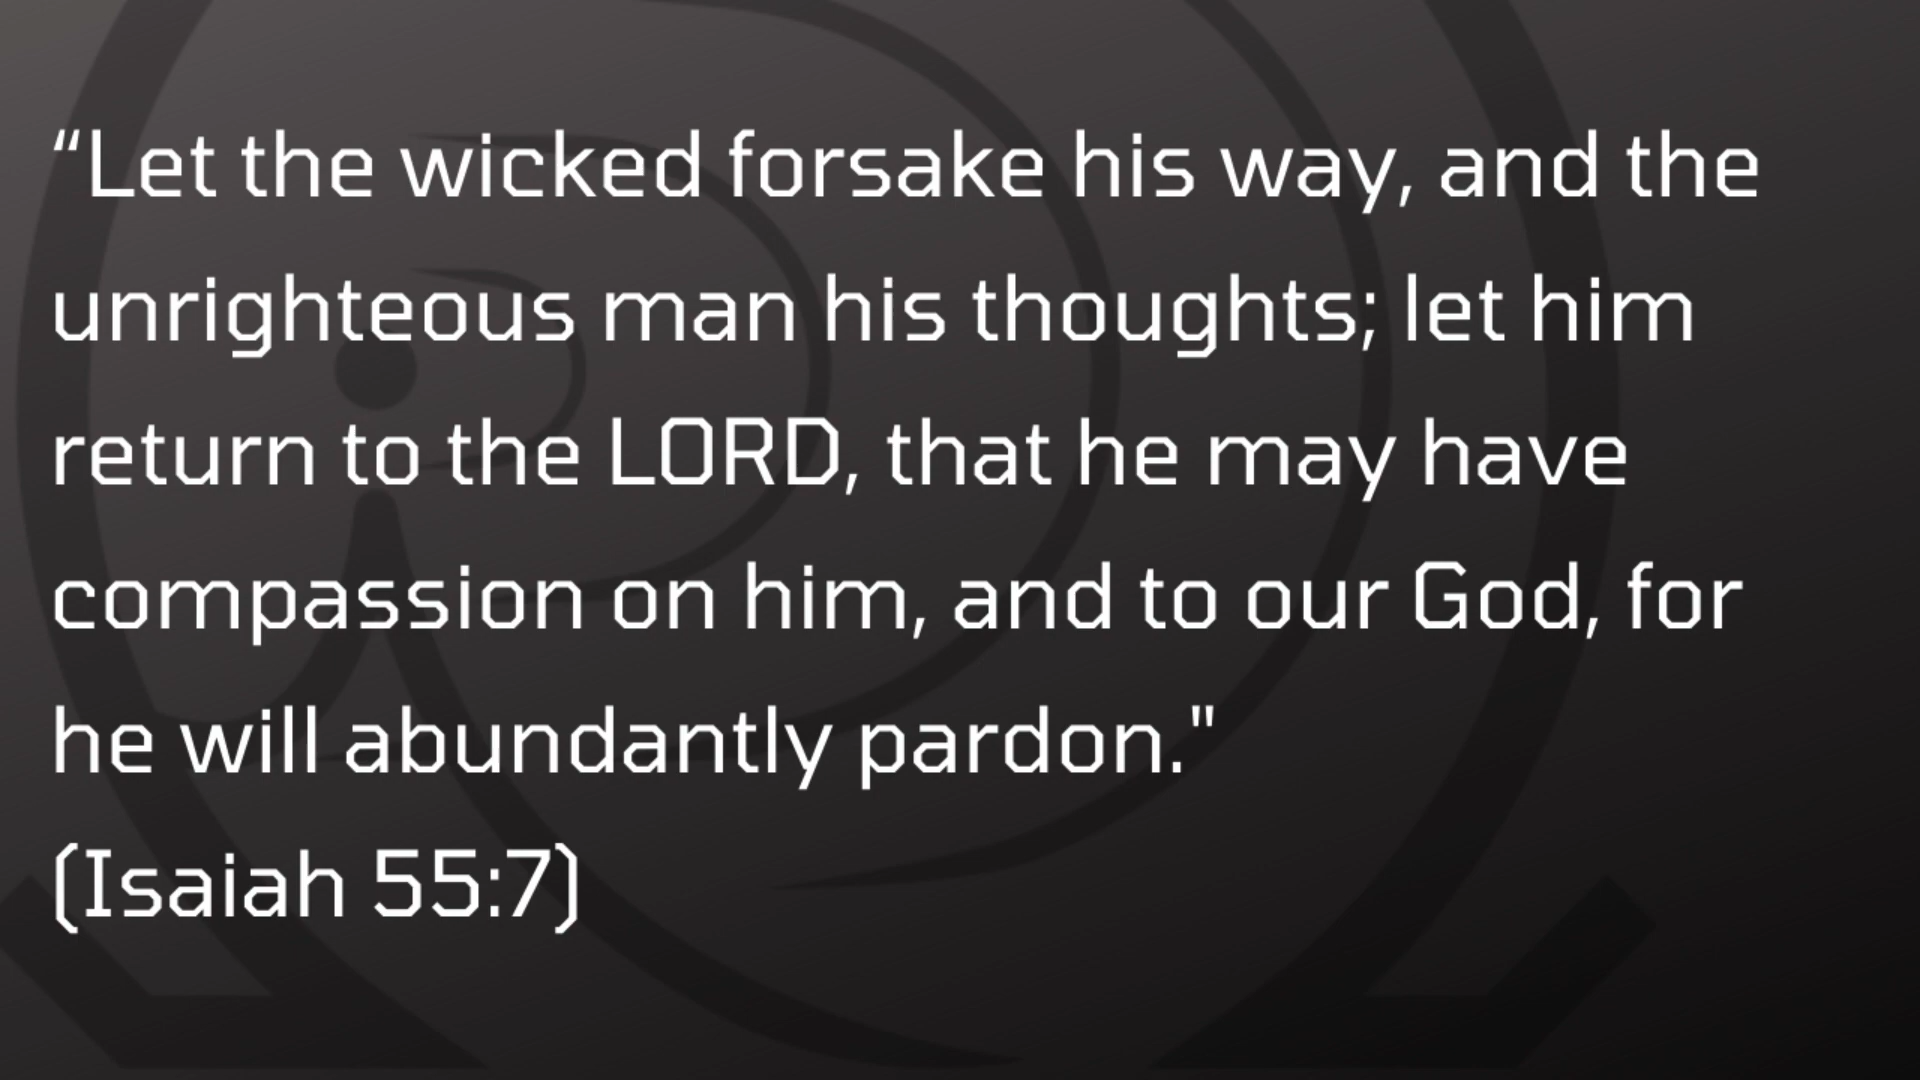 “Let the wicked forsake his way, and the
unrighteous man his thoughts; let him
return to the LORD, that he may have
compassion on him, and to our God, for
he will abundantly pardon."
(Isaiah 55:7)